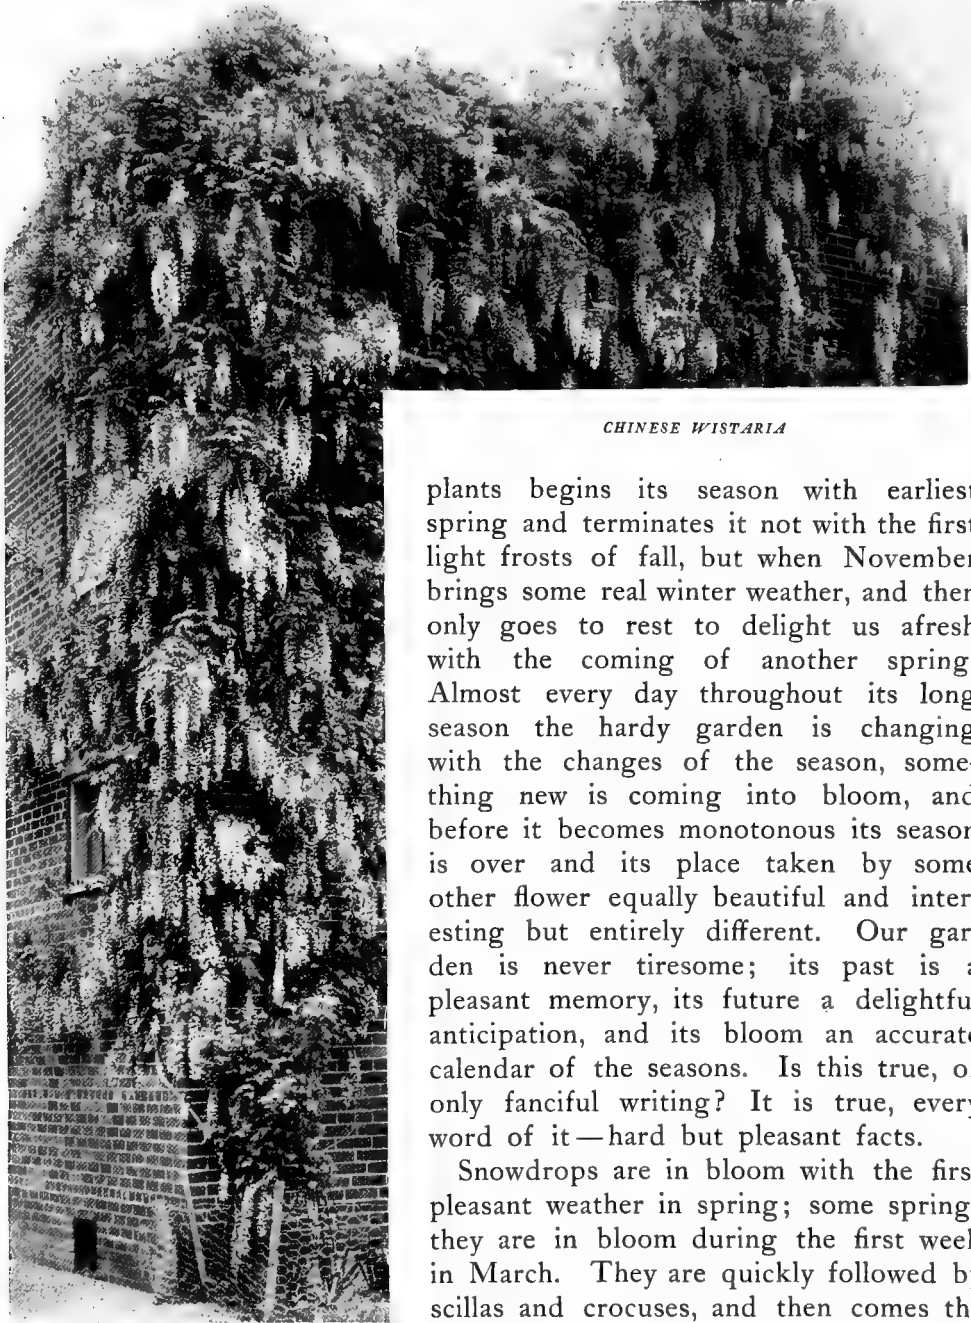 CHINESE WISTARIA
plants begins its season with earliest
spring and terminates it not with the first
light frosts of fall, but when November
brings some real winter weather, and then
only goes to rest to delight us afresh
with the coming of another spring.
Almost every day throughout its long
season the hardy garden is changing
with the changes of the season, some-
thing new is coming into bloom, and
before it becomes monotonous its season
is over and its place taken by some
other flower equally beautiful and inter-
esting but entirely different. Our gar-
den is never tiresome; its past is a
pleasant memory, its future a delightful
anticipation, and its bloom an accurate
calendar of the seasons. Is this true, or
only fanciful writing? It is true, every
word of it—hard but pleasant facts.
Snowdrops are in bloom with the first
pleasant weather in spring; some springs
they are in bloom during the first week
in March. They are quickly followed by
scillas and crocuses, and then comes the